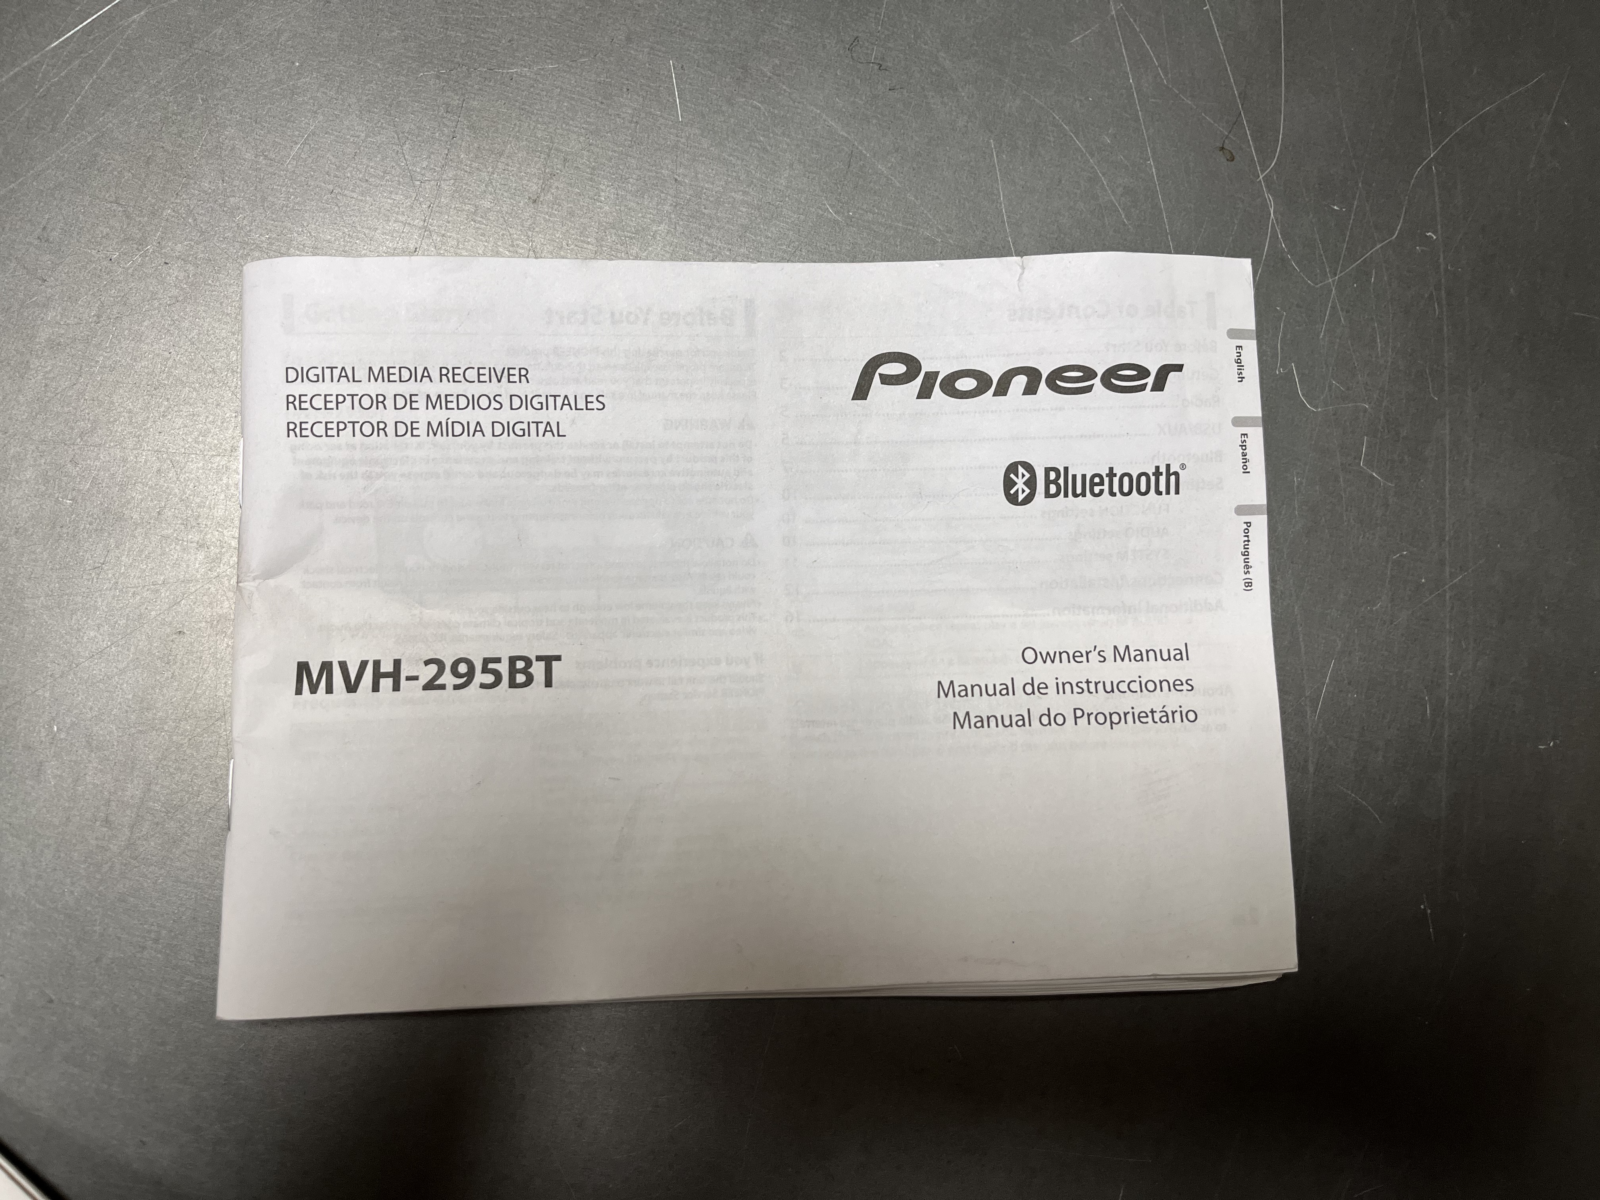 DIGITAL MEDIA RECEIVER
RECEPTOR DE MEDIOS DIGITALES
RECEPTOR DE MÍDIA DIGITAL
MVH-295BT
Pioneer
Bluetooth®
Owner's Manual
Manual de instrucciones
Manual do Proprietário
English
Español
Português (B)